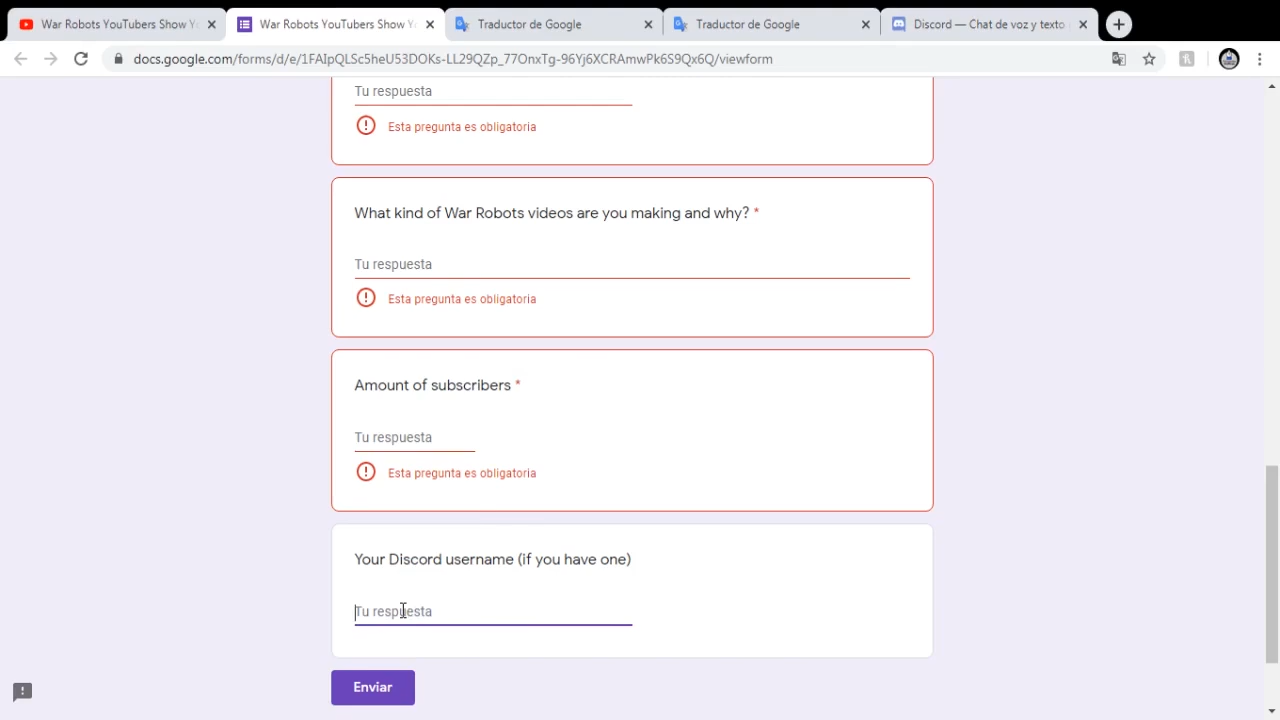 War Robots YouTubers Show Y
War Robots YouTubers Show Y
Traductor de Google
Traductor de Google
Discord — Chat de voz y texto
docs.google.com/forms/d/e/1FAIpQLSc5heU53DOKs-LL29QZp_77OnxTg-96Yj6XCRAmwPk6S9Qx6Q/viewform
Tu respuesta
Esta pregunta es obligatoria
What kind of War Robots videos are you making and why? *
Tu respuesta
Esta pregunta es obligatoria
Amount of subscribers *
Tu respuesta
Esta pregunta es obligatoria
Your Discord username (if you have one)
Tu respuesta
Enviar